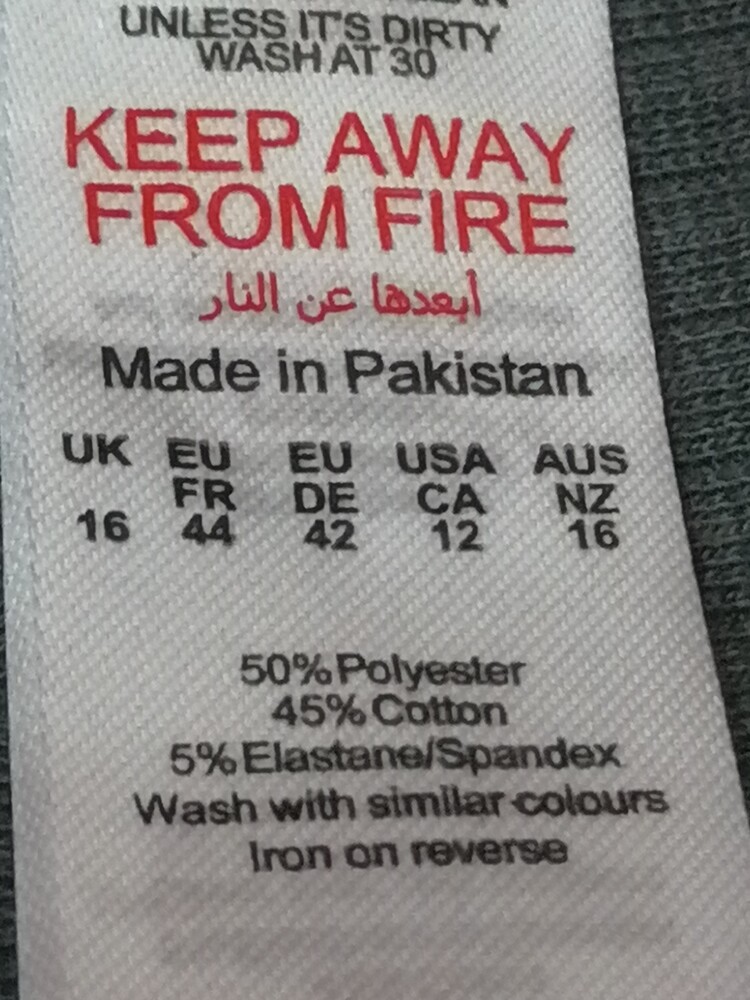 UNLESS IT'S DIRTY
WASH AT 30
KEEP AWAY
FROM FIRE
أبعدها عن النار
Made in Pakistan
UK EU EU USA AUS
FR DE CA NZ
16 44 42 12 16
50% Polyester
45% Cotton
5% Elastane/Spandex
Wash with similar colours
Iron on reverse